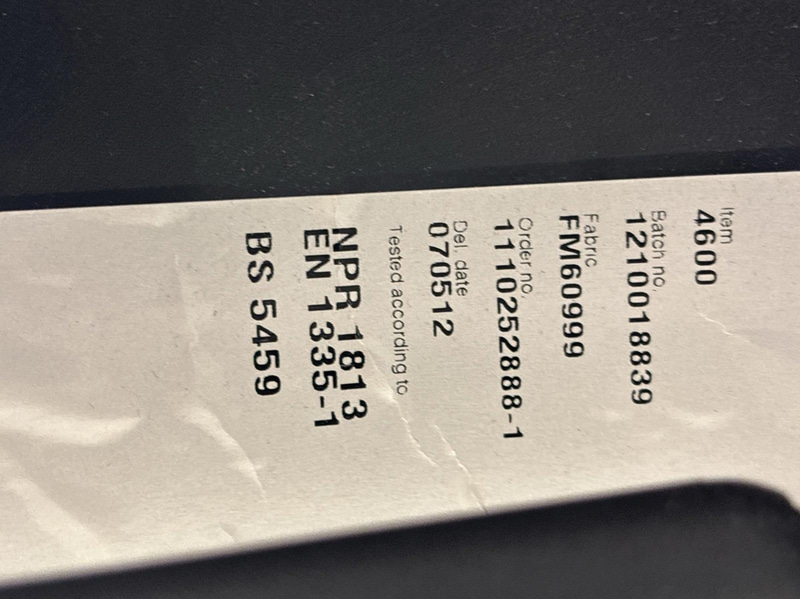 Item
4600
Batch no.
1210018839
Fabric
FM60999
Order no.
1110252888-1
Del. date
070512
Tested according to
NPR 1813
EN 1335-1
BS 5459